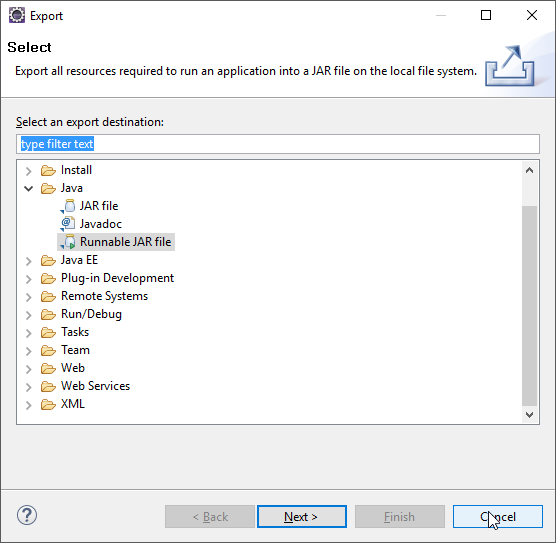 Export
Select
Export all resources required to run an application into a JAR file on the local file system.
Select an export destination:
type filter text
Install
Java
JAR file
Javadoc
Runnable JAR file
Java EE
Plug-in Development
Remote Systems
Run/Debug
Tasks
Team
Web
Web Services
XML
< Back
Next >
Finish
Cancel